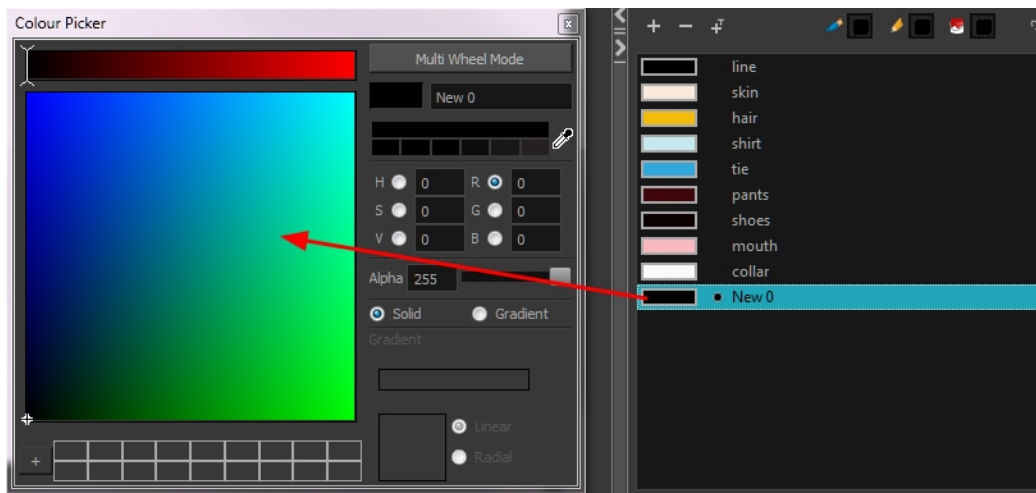 Colour Picker
x
Multi Wheel Mode
New 0
H 0 R 0
S 0 G 0
V 0 B 0
Alpha 255
Solid Gradient
Gradient
Linear
Radial
+
+ − T
line
skin
hair
shirt
tie
pants
shoes
mouth
collar
New 0